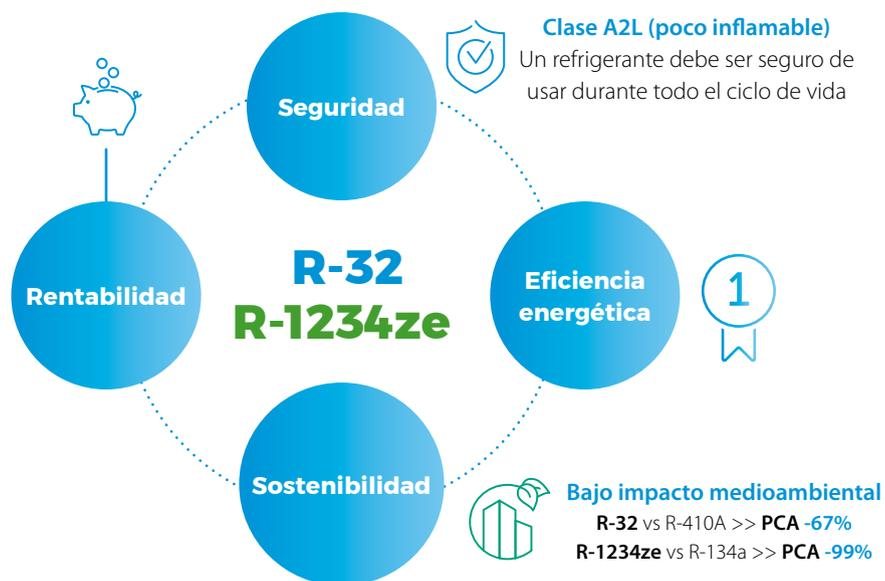 Clase A2L (poco inflamable)
Un refrigerante debe ser seguro de
usar durante todo el ciclo de vida
Seguridad
Rentabilidad
R-32
R-1234ze
Eficiencia
energética
1
Sostenibilidad
Bajo impacto medioambiental
R-32 vs R-410A >> PCA -67%
R-1234ze vs R-134a >> PCA -99%